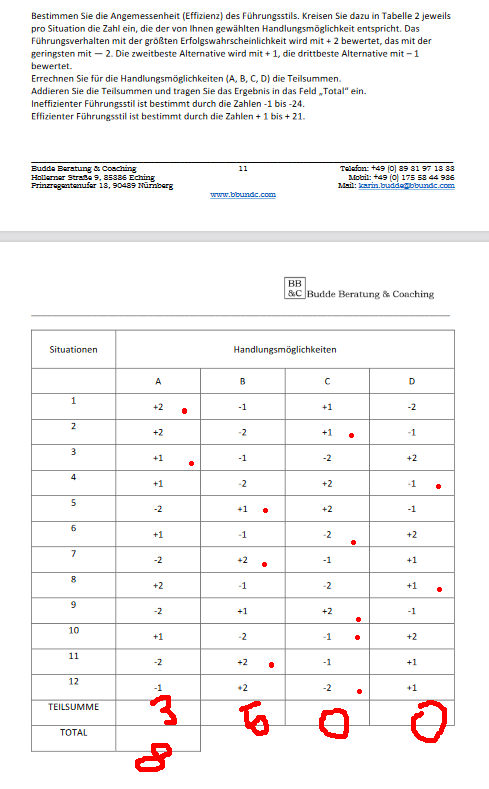 Bestimmen Sie die Angemessenheit (Effizienz) des Führungsstils. Kreisen Sie dazu in Tabelle 2 jeweils
pro Situation die Zahl ein, die der von Ihnen gewählten Handlungsmöglichkeit entspricht. Das
Führungsverhalten mit der größten Erfolgswahrscheinlichkeit wird mit + 2 bewertet, das mit der
geringsten mit — 2. Die zweitbeste Alternative wird mit + 1, die drittbeste Alternative mit – 1
bewertet.
Errechnen Sie für die Handlungsmöglichkeiten (A, B, C, D) die Teilsummen.
Addieren Sie die Teilsummen und tragen Sie das Ergebnis in das Feld „Total“ ein.
Ineffizienter Führungsstil ist bestimmt durch die Zahlen -1 bis -24.
Effizienter Führungsstil ist bestimmt durch die Zahlen + 1 bis + 21.
Budde Beratung & Coaching 11 Telefon: +49 (0) 89 81 97 13 33
Hollerner Straße 9, 85386 Eching Mobil: +49 (0) 175 58 44 986
Prinzregentenufer 13, 90489 Nürnberg Mail: karin.budde@bbundc.com
www.bbundc.com
BB
&C Budde Beratung & Coaching
Situationen Handlungsmöglichkeiten
A B C D
1 +2 -1 +1 -2
2 +2 -2 +1 -1
3 +1 -1 -2 +2
4 +1 -2 +2 -1
5 -2 +1 +2 -1
6 +1 -1 -2 +2
7 -2 +2 -1 +1
8 +2 -1 -2 +1
9 -2 +1 +2 -1
10 +1 -2 -1 +2
11 -2 +2 -1 +1
12 -1 +2 -2 +1
TEILSUMME 3 0 0
TOTAL